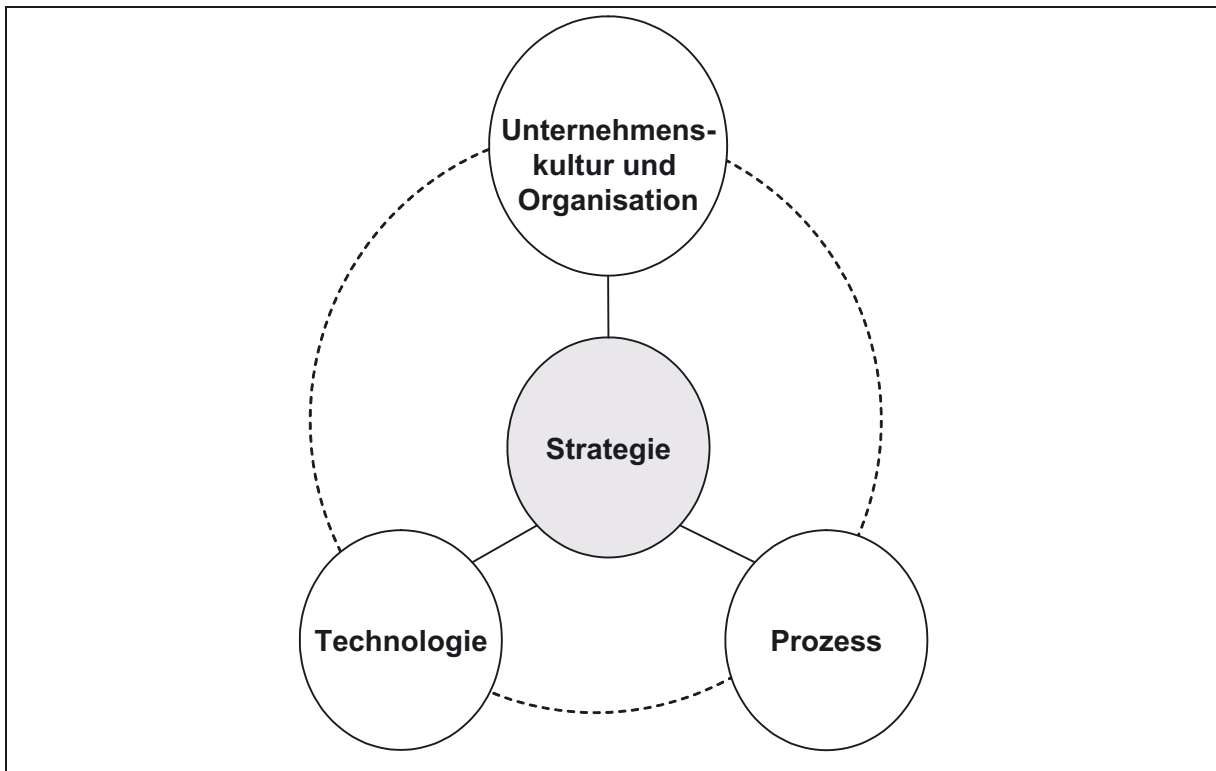 Unternehmens-
kultur und
Organisation
Strategie
Technologie
Prozess